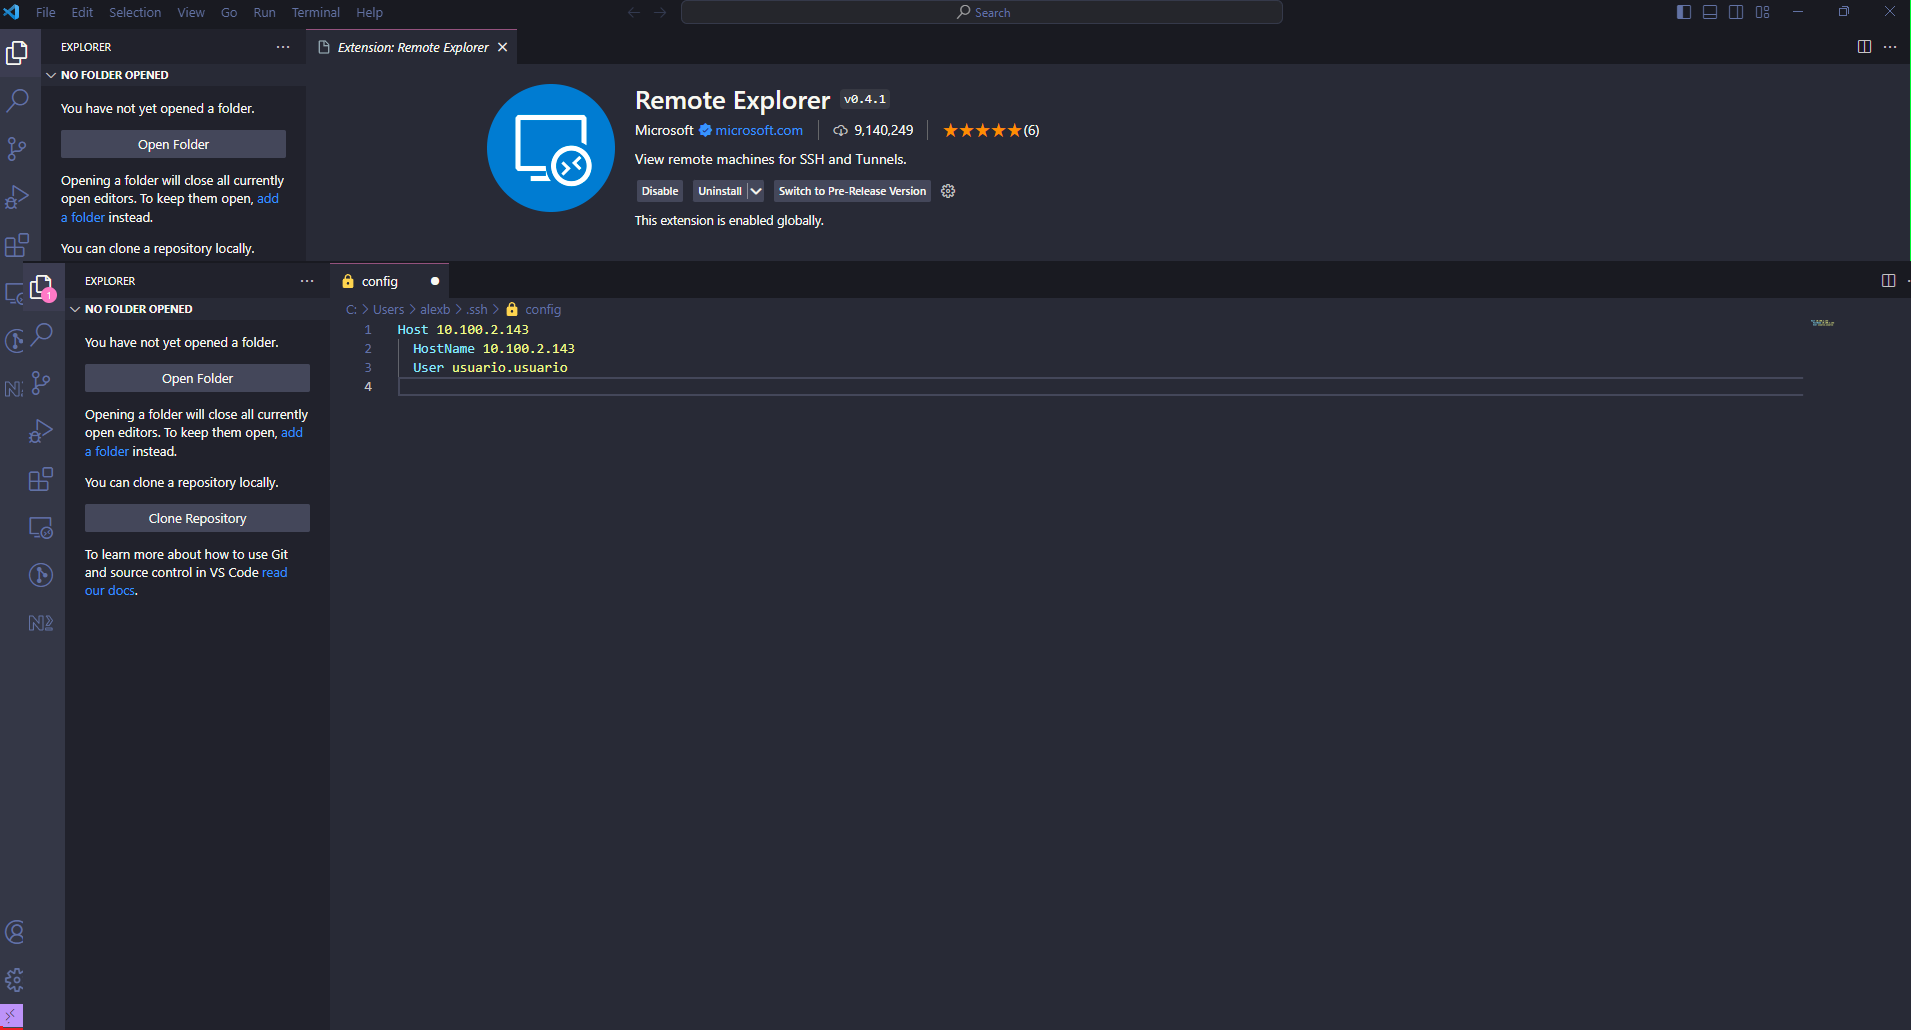 File Edit Selection View Go Run Terminal Help
Search
EXPLORER
Extension: Remote Explorer
NO FOLDER OPENED
You have not yet opened a folder.
Open Folder
Opening a folder will close all currently
open editors. To keep them open, add
a folder instead.
You can clone a repository locally.
Remote Explorer v0.4.1
Microsoft microsoft.com 9,140,249 (6)
View remote machines for SSH and Tunnels.
Disable Uninstall Switch to Pre-Release Version
This extension is enabled globally.
1
EXPLORER
config
NO FOLDER OPENED
You have not yet opened a folder.
Open Folder
Opening a folder will close all currently
open editors. To keep them open, add
a folder instead.
You can clone a repository locally.
Clone Repository
To learn more about how to use Git
and source control in VS Code read
our docs.
C: > Users > alexb > .ssh > config
1 Host 10.100.2.143
2 HostName 10.100.2.143
3 User usuario.usuario
4